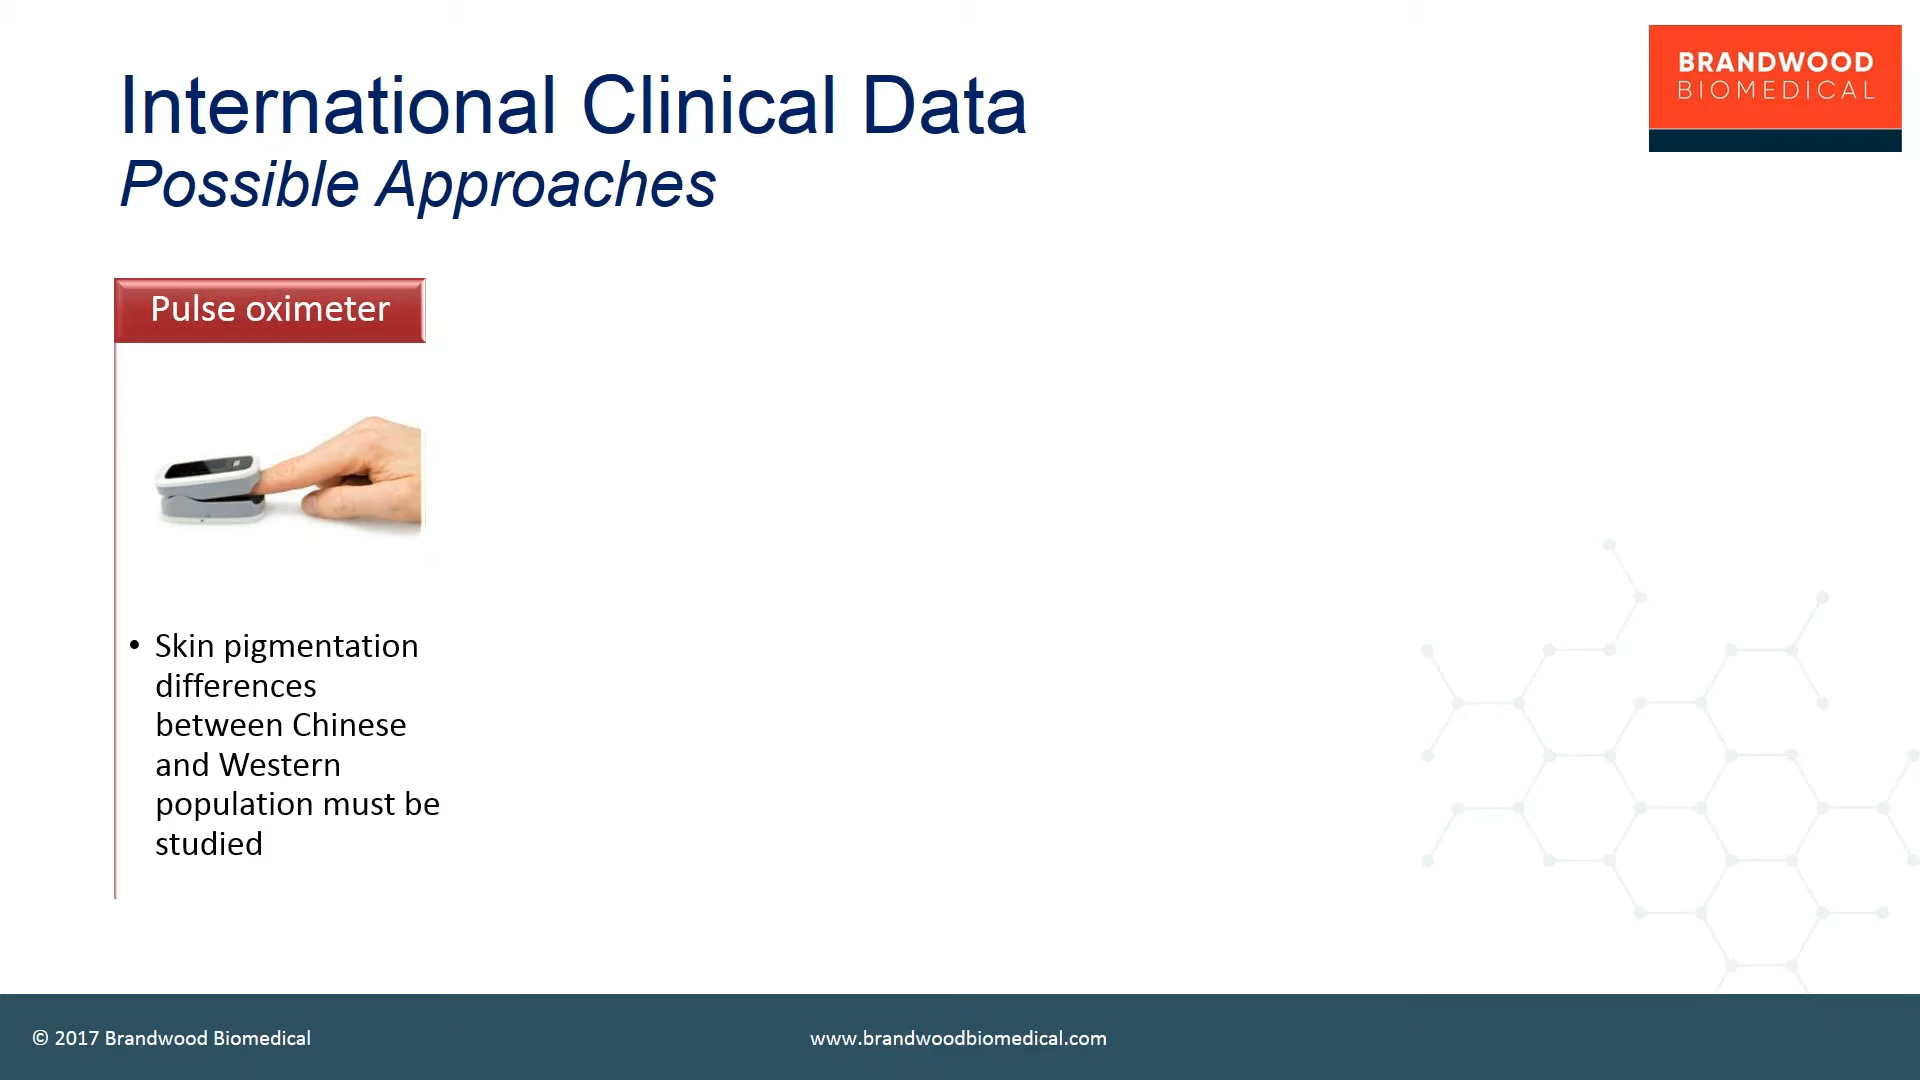 BRANDWOOD
BIOMEDICAL
International Clinical Data
Possible Approaches
Pulse oximeter
• Skin pigmentation
differences
between Chinese
and Western
population must be
studied
© 2017 Brandwood Biomedical
www.brandwoodbiomedical.com